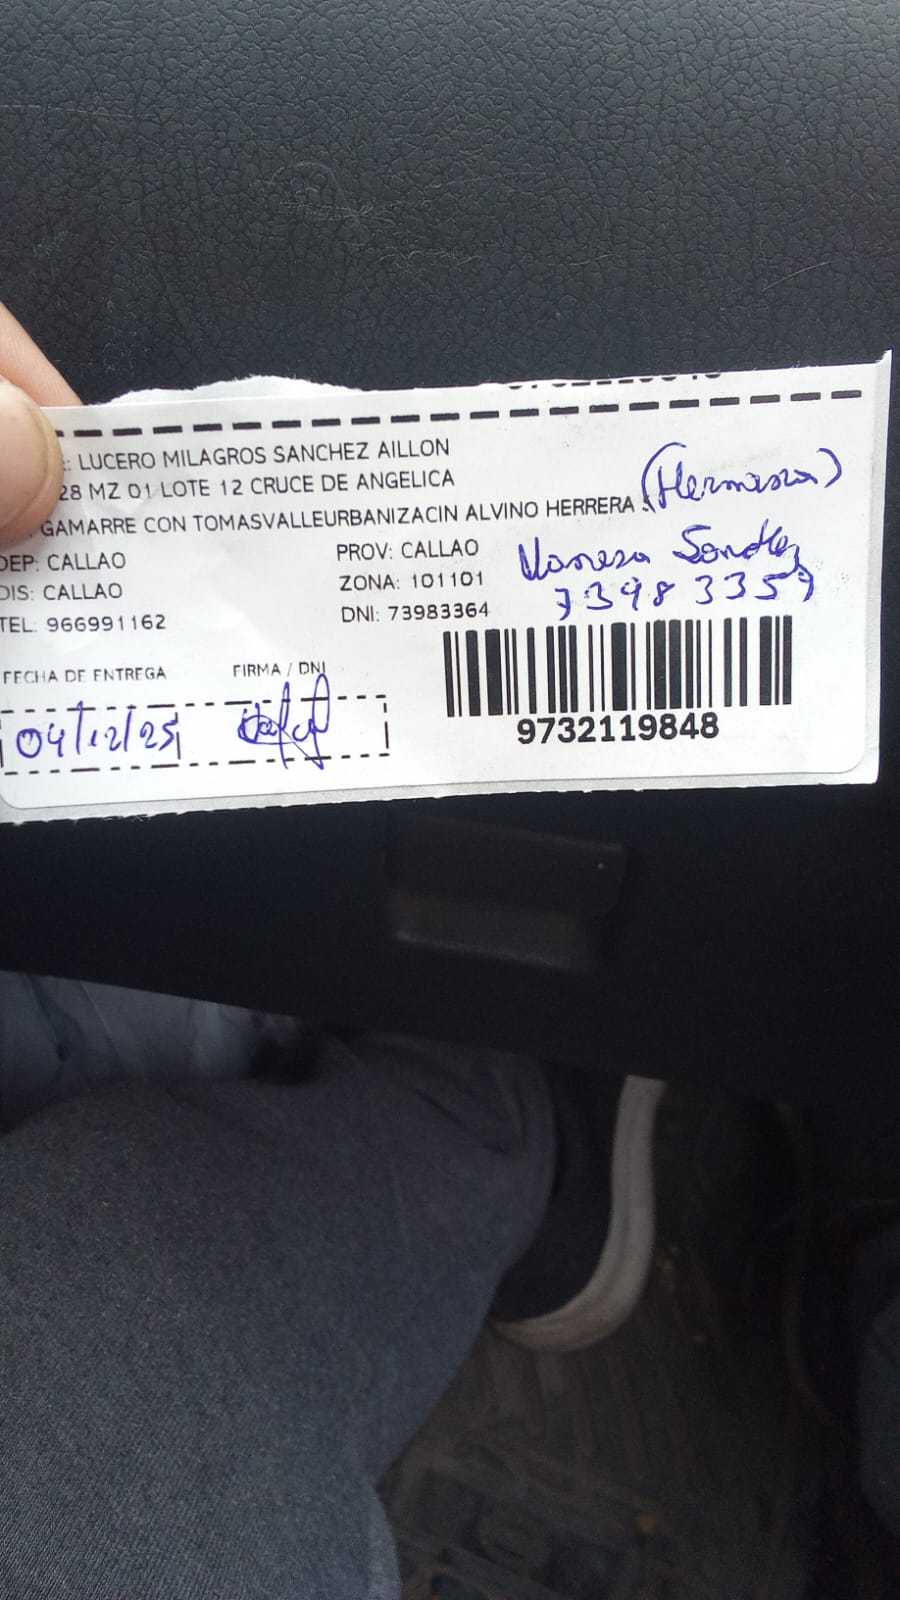 : LUCERO MILAGROS SANCHEZ AILLON
28 MZ 01 LOTE 12 CRUCE DE ANGELICA
GAMARRE CON TOMASVALLEURBANIZACIN ALVINO HERRERA
(Hermana)
DEP: CALLAO
PROV: CALLAO
Vanesa Sanchez
DIS: CALLAO
ZONA: 101101
73983359
TEL: 966991162
DNI: 73983364
FECHA DE ENTREGA
FIRMA / DNI
04/12/25
9732119848